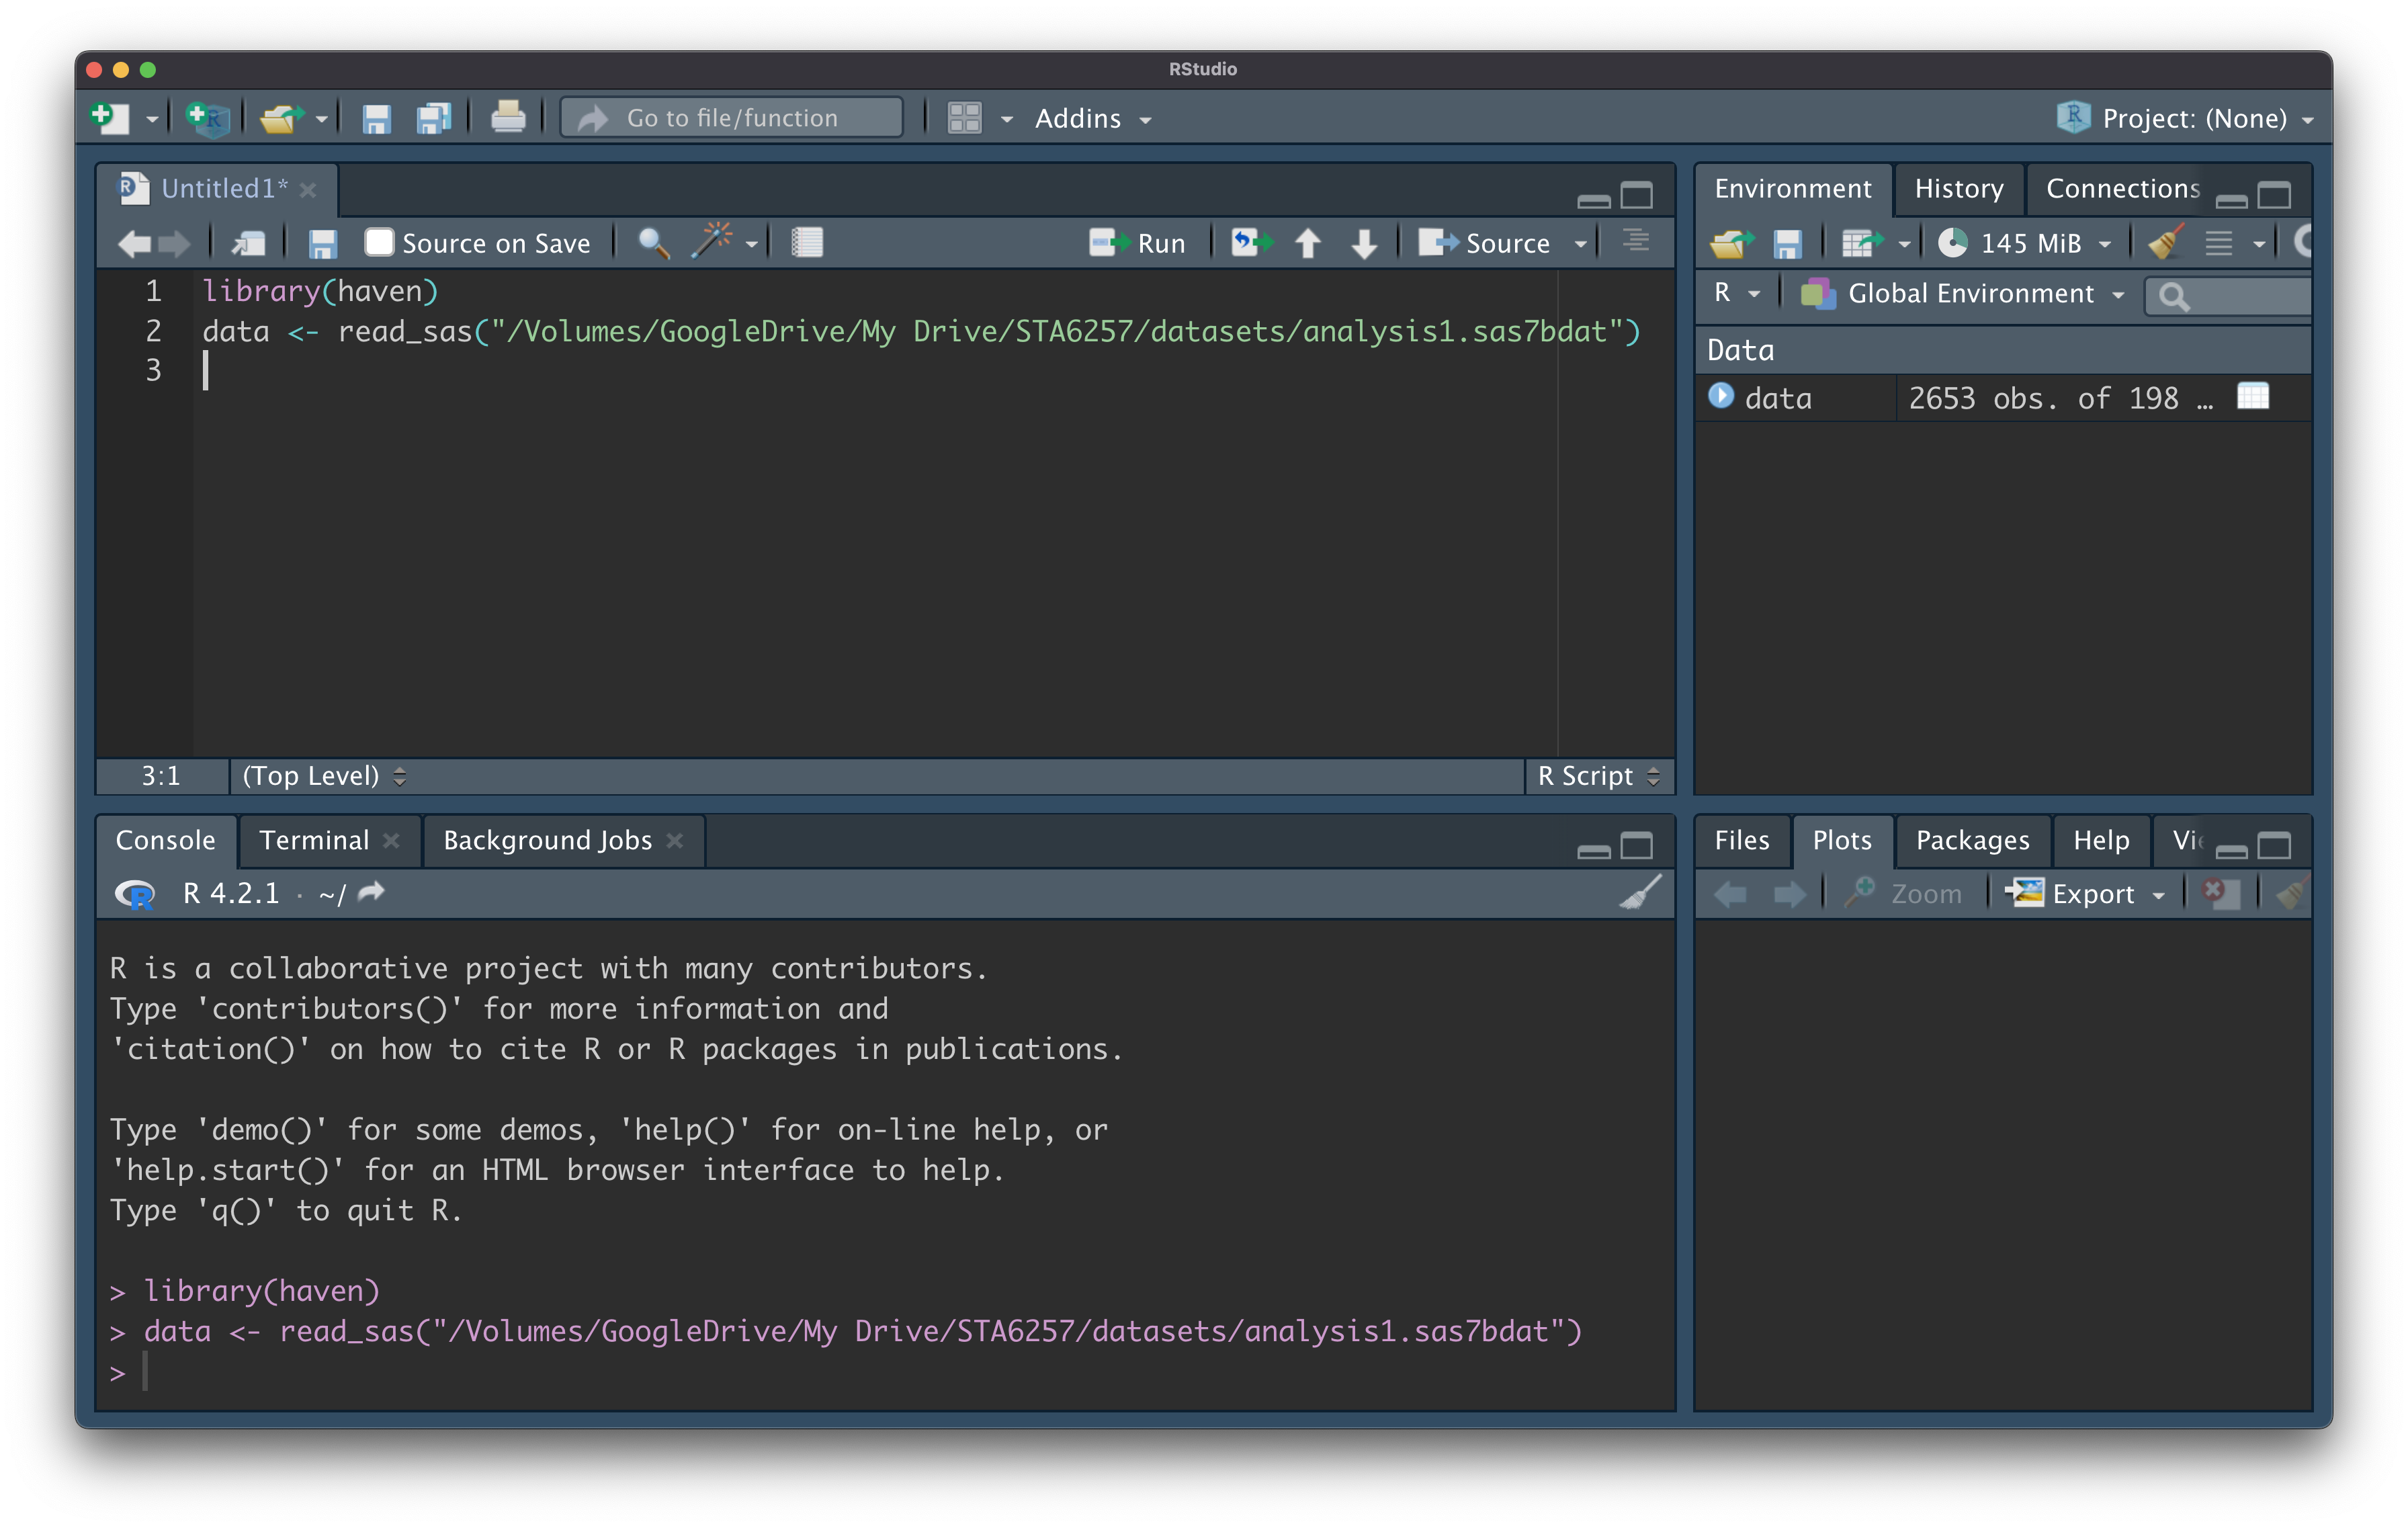 RStudio
Go to file/function
Addins
Project: (None)
Untitled1*
Source on Save
Run
Source
1 library(haven)
2 data <- read_sas("/Volumes/GoogleDrive/My Drive/STA6257/datasets/analysis1.sas7bdat")
3
3:1 (Top Level)
R Script
Environment History Connections
145 MiB
R Global Environment
Data
data 2653 obs. of 198 …
Console Terminal Background Jobs
R 4.2.1 · ~/
R is a collaborative project with many contributors.
Type 'contributors()' for more information and
'citation()' on how to cite R or R packages in publications.
Type 'demo()' for some demos, 'help()' for on-line help, or
'help.start()' for an HTML browser interface to help.
Type 'q()' to quit R.
> library(haven)
> data <- read_sas("/Volumes/GoogleDrive/My Drive/STA6257/datasets/analysis1.sas7bdat")
>
Files Plots Packages Help
Zoom Export